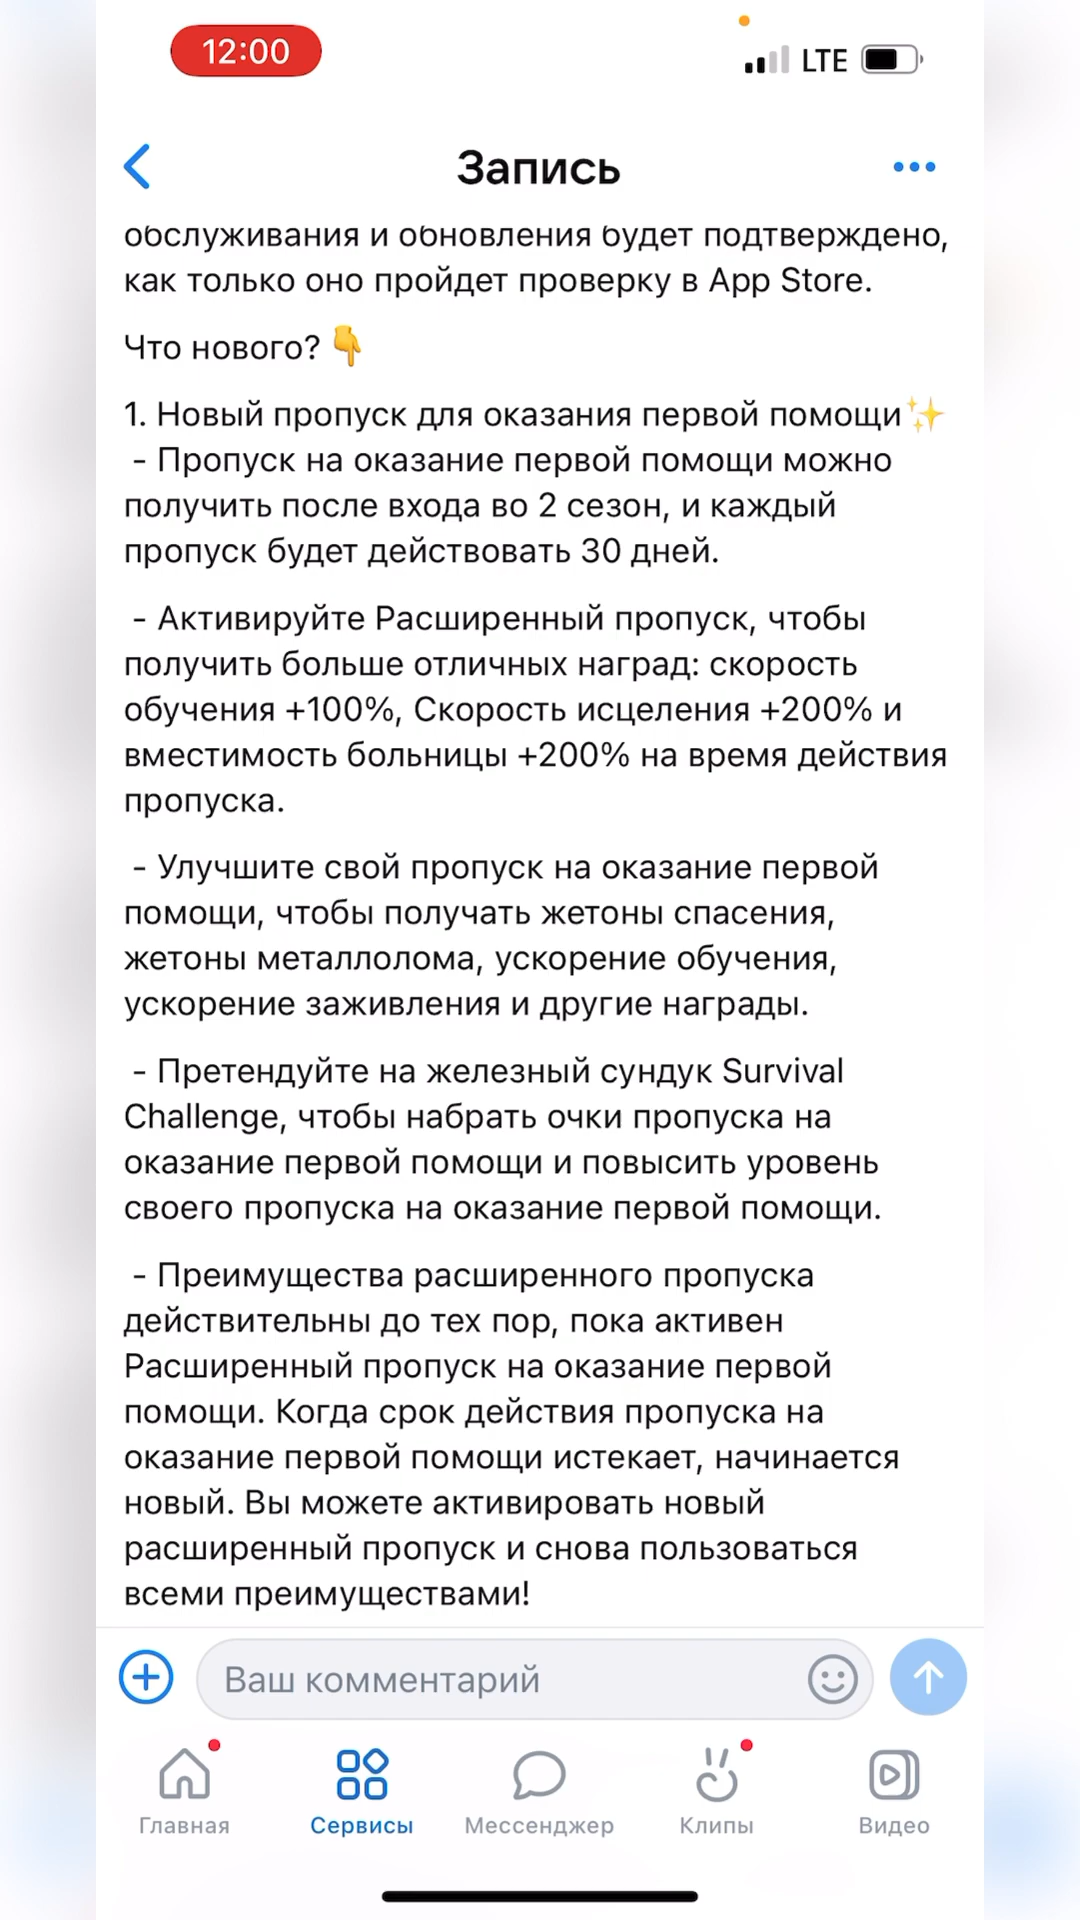 12:00
LTE
Запись
обслуживания и обновления будет подтверждено,
как только оно пройдет проверку в App Store.
Что нового? 👇
1. Новый пропуск для оказания первой помощи✨
- Пропуск на оказание первой помощи можно
получить после входа во 2 сезон, и каждый
пропуск будет действовать 30 дней.
- Активируйте Расширенный пропуск, чтобы
получить больше отличных наград: скорость
обучения +100%, Скорость исцеления +200% и
вместимость больницы +200% на время действия
пропуска.
- Улучшите свой пропуск на оказание первой
помощи, чтобы получать жетоны спасения,
жетоны металлолома, ускорение обучения,
ускорение заживления и другие награды.
- Претендуйте на железный сундук Survival
Challenge, чтобы набрать очки пропуска на
оказание первой помощи и повысить уровень
своего пропуска на оказание первой помощи.
- Преимущества расширенного пропуска
действительны до тех пор, пока активен
Расширенный пропуск на оказание первой
помощи. Когда срок действия пропуска на
оказание первой помощи истекает, начинается
новый. Вы можете активировать новый
расширенный пропуск и снова пользоваться
всеми преимуществами!
Ваш комментарий
Главная
Сервисы
Мессенджер
Клипы
Видео